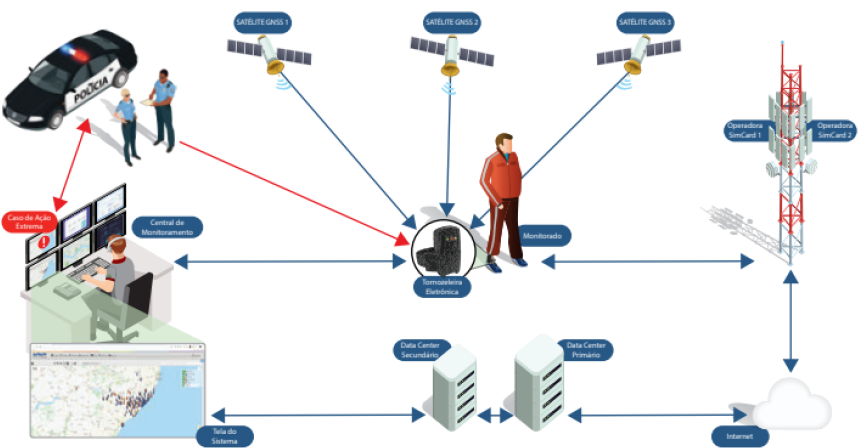 SATÉLITE GNSS 1
SATÉLITE GNSS 2
SATÉLITE GNSS 3
POLÍCIA
Operadora
SimCard 1
Operadora
SimCard 2
Caso de Ação
Extrema
Central de
Monitoramento
Monitorado
Tornozeleira
Eletrônica
Data Center
Secundário
Data Center
Primário
Tela do
Sistema
Internet